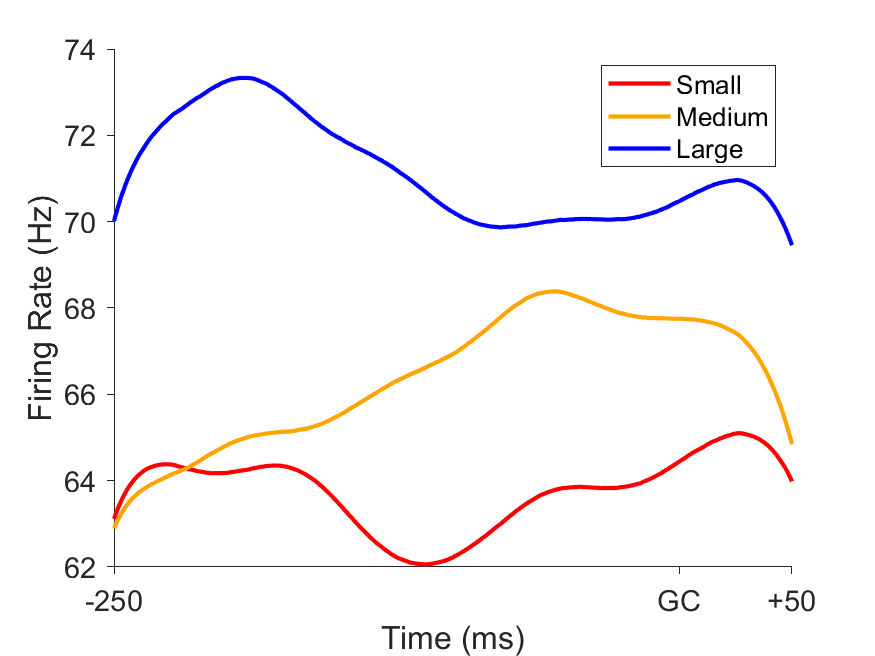 74
72
70
68
66
64
62
Firing Rate (Hz)
Small
Medium
Large
-250
GC
+50
Time (ms)